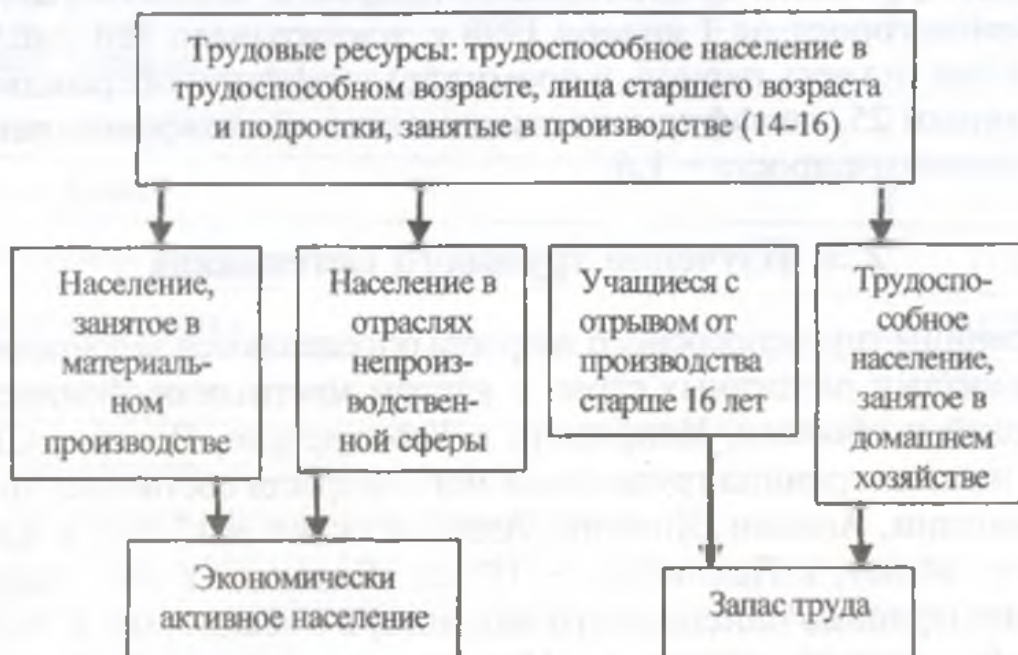 Трудовые ресурсы: трудоспособное население в
трудоспособном возрасте, лица старшего возраста
и подростки, занятые в производстве (14-16)
Население,
занятое в
материаль-
ном
производстве
Население в
отраслях
непроиз-
водствен-
ной сферы
Учащиеся с
отрывом от
производства
старше 16 лет
Трудоспо-
собное
население,
занятое в
домашнем
хозяйстве
Экономически
активное население
Запас труда